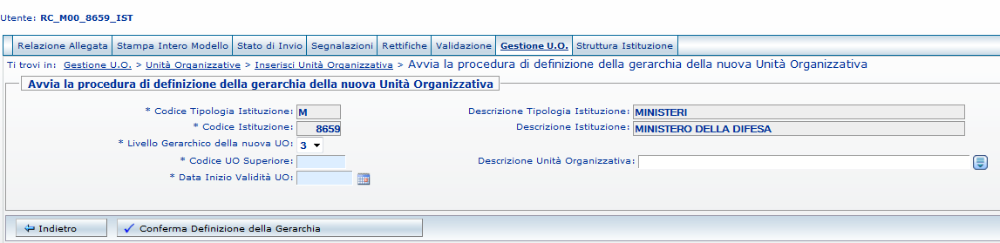 Utente: RC_M00_8659_IST
Relazione Allegata Stampa Intero Modello Stato di Invio Segnalazioni Rettifiche Validazione Gestione U.O. Struttura Istituzione
Ti trovi in: Gestione U.O. > Unità Organizzative > Inserisci Unità Organizzativa > Avvia la procedura di definizione della gerarchia della nuova Unità Organizzativa
Avvia la procedura di definizione della gerarchia della nuova Unità Organizzativa
* Codice Tipologia Istituzione: M Descrizione Tipologia Istituzione: MINISTERI
* Codice Istituzione: 8659 Descrizione Istituzione: MINISTERO DELLA DIFESA
* Livello Gerarchico della nuova UO: 3
* Codice UO Superiore: Descrizione Unità Organizzativa:
* Data Inizio Validità UO:
Indietro Conferma Definizione della Gerarchia